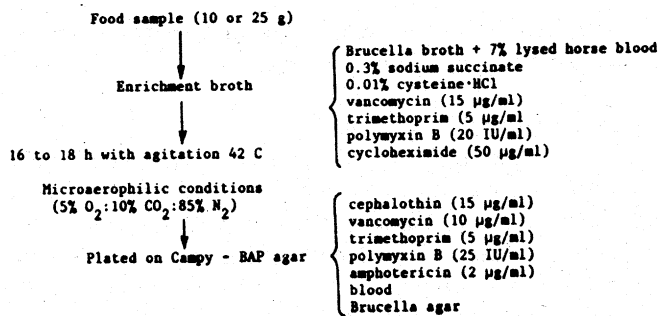 Food sample (10 or 25 g)
Enrichment broth
Brucella broth + 7% lysed horse blood
0.3% sodium succinate
0.01% cysteine·HCl
vancomycin (15 µg/ml)
trimethoprim (5 µg/ml
polymyxin B (20 IU/ml)
cycloheximide (50 µg/ml)
16 to 18 h with agitation 42 C
Microaerophilic conditions
(5% O₂:10% CO₂:85% N₂)
Plated on Campy - BAP agar
cephalothin (15 µg/ml)
vancomycin (10 µg/ml)
trimethoprim (5 µg/ml)
polymyxin B (25 IU/ml)
amphotericin (2 µg/ml)
blood
Brucella agar